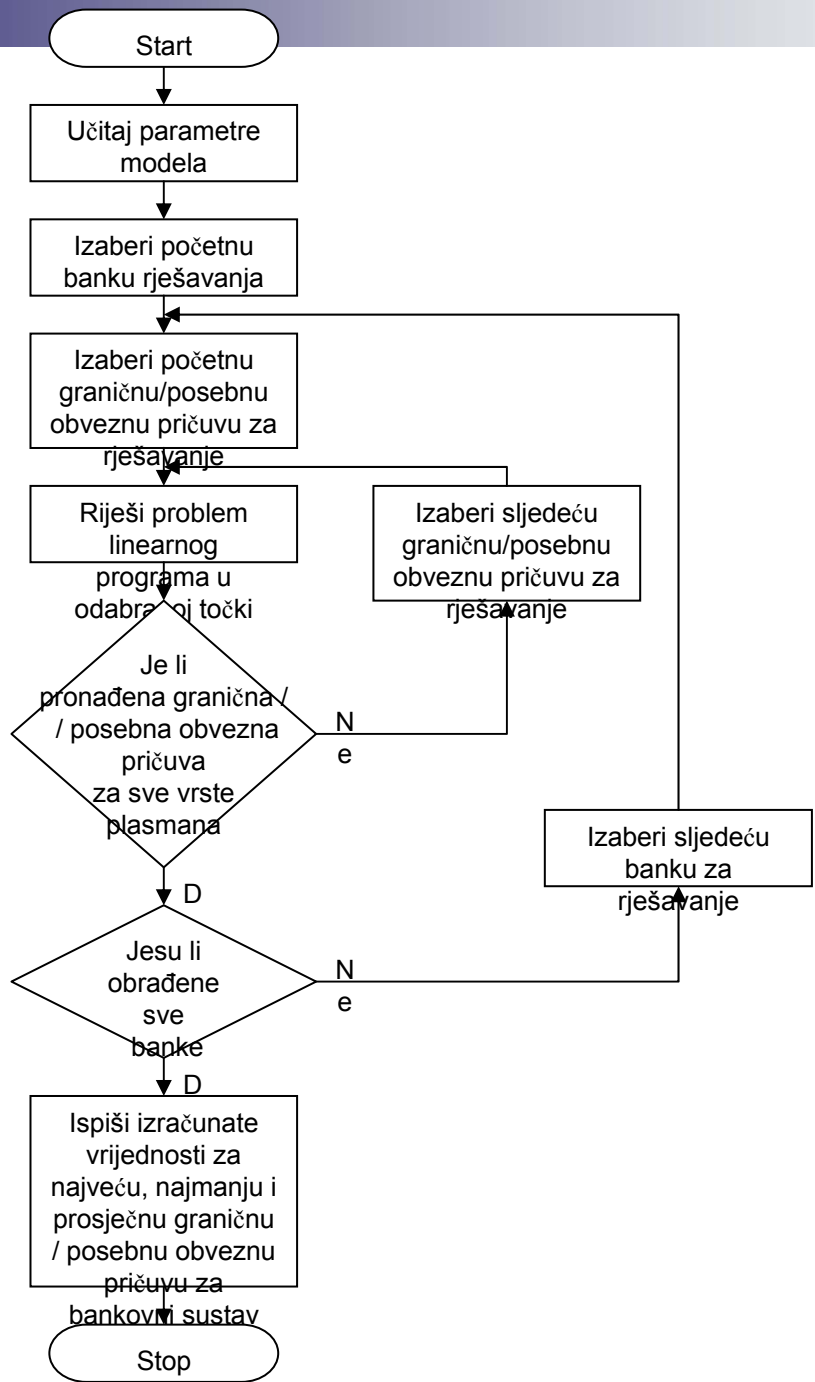 Start
Učitaj parametre
modela
Izaberi početnu
banku rješavanja
Izaberi početnu
graničnu/posebnu
obveznu pričuvu za
rješavanje
Riješi problem
linearnog
programa u
odabranoj točki
Izaberi sljedeću
graničnu/posebnu
obveznu pričuvu za
rješavanje
Je li
pronađena granična /
/ posebna obvezna
pričuva
za sve vrste
plasmana
N
e
D
Izaberi sljedeću
banku za
rješavanje
Jesu li
obrađene
sve
banke
N
e
D
Ispiši izračunate
vrijednosti za
najveću, najmanju i
prosječnu graničnu
/ posebnu obveznu
pričuvu za
bankovni sustav
Stop